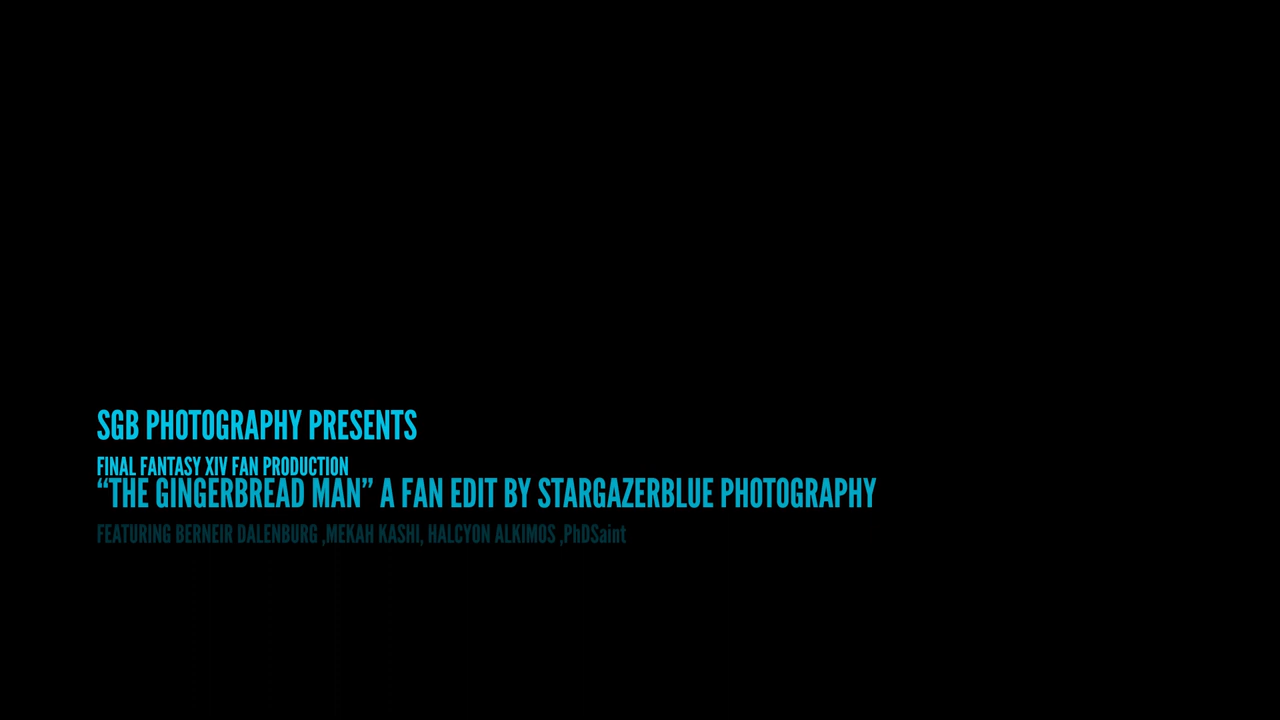 SGB PHOTOGRAPHY PRESENTS
FINAL FANTASY XIV FAN PRODUCTION
“THE GINGERBREAD MAN” A FAN EDIT BY STARGAZERBLUE PHOTOGRAPHY
FEATURING BERNEIR DALENBURG ,MEKAH KASHI, HALCYON ALKIMOS ,PhDSaint